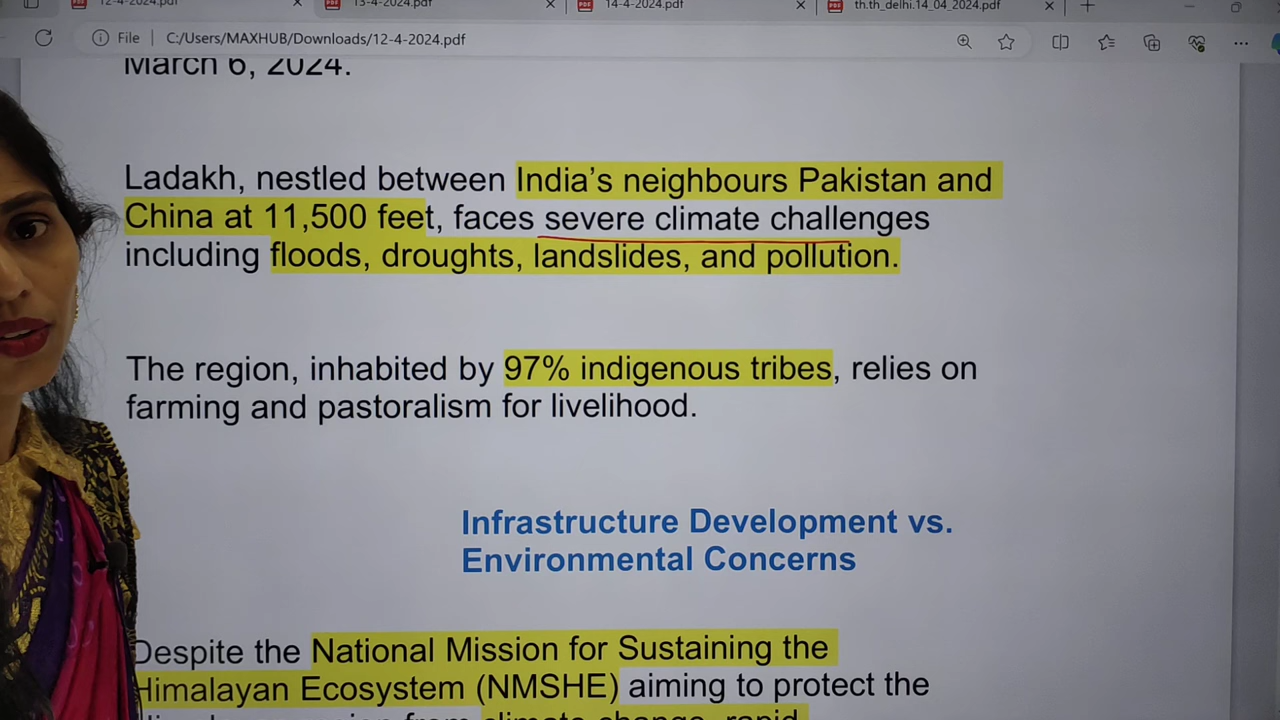 12-4-2024.pdf
13-4-2024.pdf
14-4-2024.pdf
th.th_delhi.14_04_2024.pdf
File | C:/Users/MAXHUB/Downloads/12-4-2024.pdf
March 6, 2024.
Ladakh, nestled between India’s neighbours Pakistan and
China at 11,500 feet, faces severe climate challenges
including floods, droughts, landslides, and pollution.
The region, inhabited by 97% indigenous tribes, relies on
farming and pastoralism for livelihood.
Infrastructure Development vs.
Environmental Concerns
Despite the National Mission for Sustaining the
Himalayan Ecosystem (NMSHE) aiming to protect the
from climate change, rapid